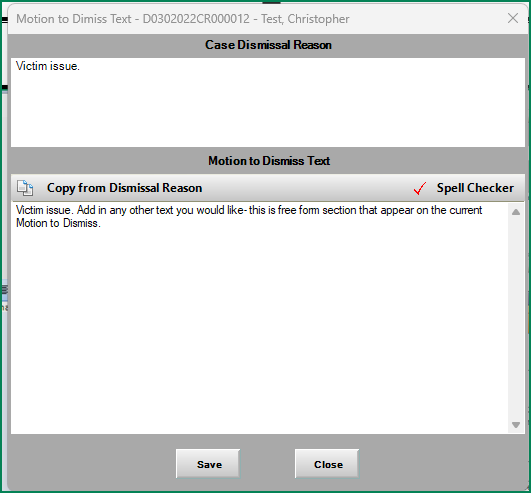 Motion to Dimiss Text - D0302022CR000012 - Test, Christopher
Case Dismissal Reason
Victim issue.
Motion to Dismiss Text
Copy from Dismissal Reason Spell Checker
Victim issue. Add in any other text you would like- this is free form section that appear on the current
Motion to Dismiss.
Save Close